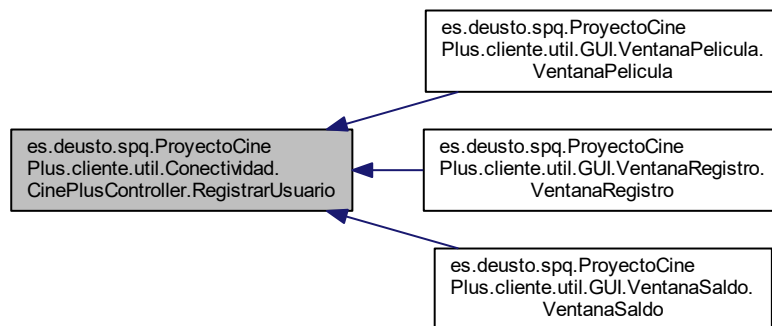 es.deusto.spq.ProyectoCine
Plus.cliente.util.GUI.VentanaPelicula.
VentanaPelicula
es.deusto.spq.ProyectoCine
Plus.cliente.util.Conectividad.
CinePlusController.RegistrarUsuario
es.deusto.spq.ProyectoCine
Plus.cliente.util.GUI.VentanaRegistro.
VentanaRegistro
es.deusto.spq.ProyectoCine
Plus.cliente.util.GUI.VentanaSaldo.
VentanaSaldo